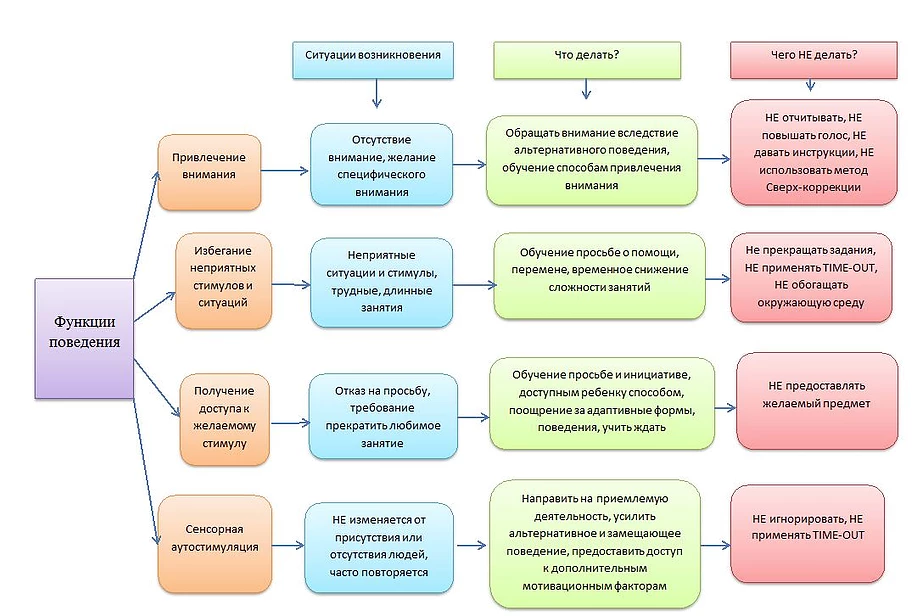 Ситуации возникновения
Что делать?
Чего НЕ делать?
Функции
поведения
Привлечение
внимания
Отсутствие
внимание, желание
специфического
внимания
Обращать внимание вследствие
альтернативного поведения,
обучение способам привлечения
внимания
НЕ отчитывать, НЕ
повышать голос, НЕ
давать инструкции, НЕ
использовать метод
Сверх-коррекции
Избегание
неприятных
стимулов и
ситуаций
Неприятные
ситуации и стимулы,
трудные, длинные
занятия
Обучение просьбе о помощи,
перемене, временное снижение
сложности занятий
Не прекращать задания,
НЕ применять TIME-OUT,
НЕ обогащать
окружающую среду
Получение
доступа к
желаемому
стимулу
Отказ на просьбу,
требование
прекратить любимое
занятие
Обучение просьбе и инициативе,
доступным ребенку способом,
поощрение за адаптивные формы,
поведения, учить ждать
НЕ предоставлять
желаемый предмет
Сенсорная
аутостимуляция
НЕ изменяется от
присутствия или
отсутствия людей,
часто повторяется
Направить на приемлемую
деятельность, усилить
альтернативное и замещающее
поведение, предоставить доступ
к дополнительным
мотивационным факторам
НЕ игнорировать, НЕ
применять TIME-OUT